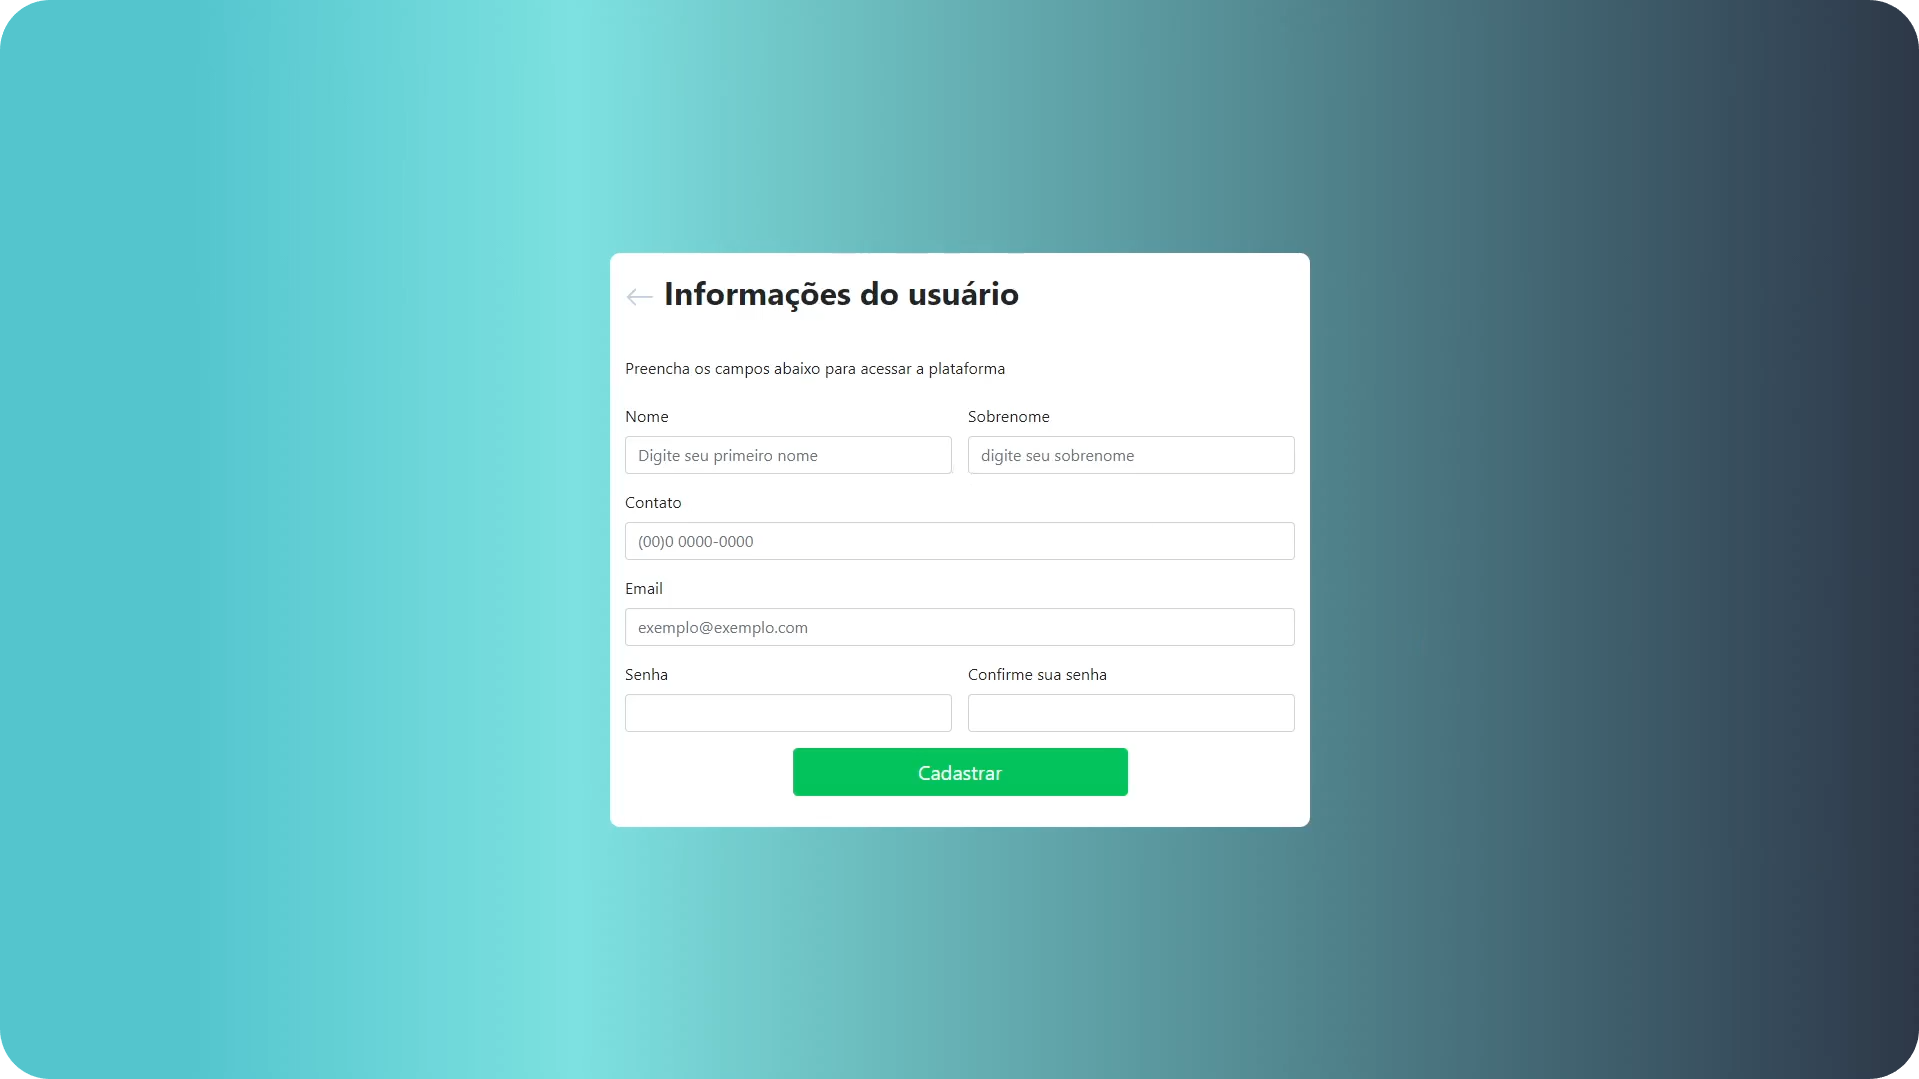 Informações do usuário
Preencha os campos abaixo para acessar a plataforma
Nome
Sobrenome
Digite seu primeiro nome
digite seu sobrenome
Contato
(00)0 0000-0000
Email
exemplo@exemplo.com
Senha
Confirme sua senha
Cadastrar